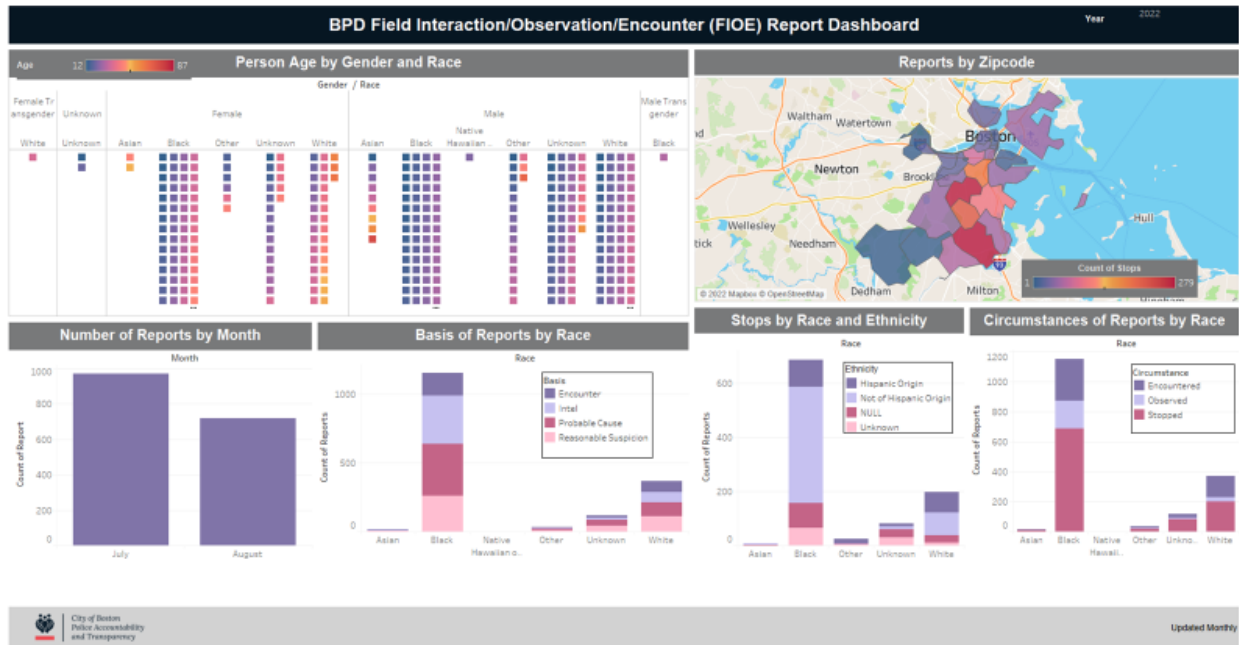 BPD Field Interaction/Observation/Encounter (FIOE) Report Dashboard
Year
2022
Age
12
87
Person Age by Gender and Race
Gender / Race
Female Tr
ansgender
Unknown
Female
Male
Male Trans
gender
White
Unknown
Asian
Black
Other
Unknown
White
Asian
Black
Native
Hawaiian ..
Other
Unknown
White
Black
Reports by Zipcode
Waltham
Watertown
Boston
Newton
Brookli
Wellesley
Needham
Hull
tick
Dedham
Milton
93
Count of Stops
1
279
© 2022 Mapbox © OpenStreetMap
Number of Reports by Month
Month
Count of Report
1000
800
600
400
200
0
July
August
Basis of Reports by Race
Race
Count of Reports
1000
500
0
Basis
Encounter
Intel
Probable Cause
Reasonable Suspicion
Asian
Black
Native
Hawaiian o..
Other
Unknown
White
Stops by Race and Ethnicity
Race
Count of Reports
600
400
200
0
Ethnicity
Hispanic Origin
Not of Hispanic Origin
NULL
Unknown
Asian
Black
Other
Unknown
White
Circumstances of Reports by Race
Race
Count of Reports
1200
1000
800
600
400
200
0
Circumstance
Encountered
Observed
Stopped
Asian
Black
Native
Hawaii..
Other
Unkno..
White
City of Boston
Police Accountability
and Transparency
Updated Monthly